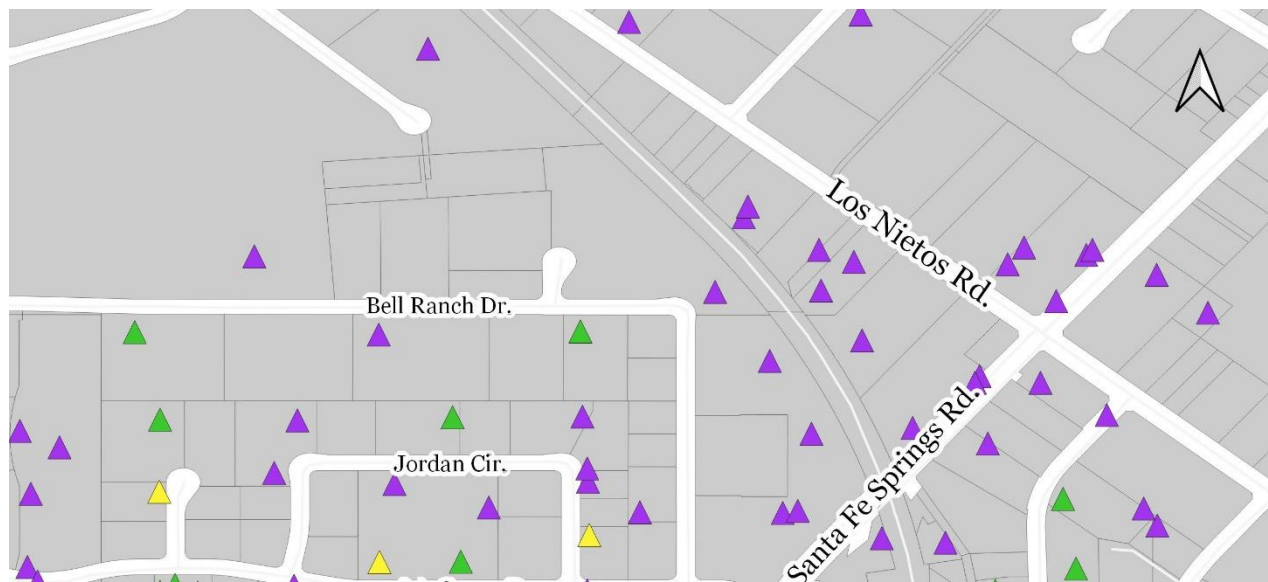 Los Nietos Rd.
Bell Ranch Dr.
Santa Fe Springs Rd.
Jordan Cir.